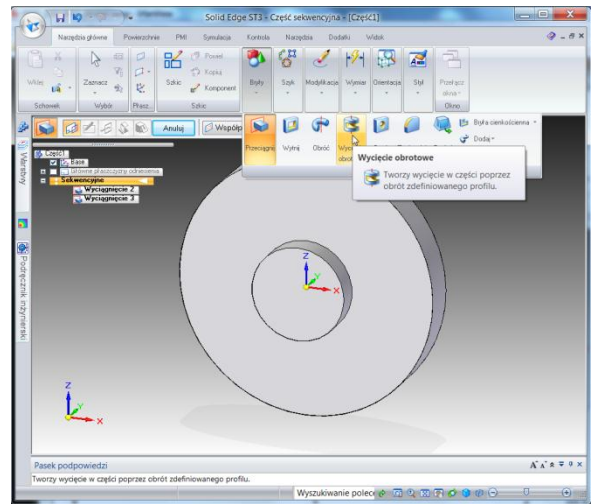 Solid Edge ST3 - Część sekwencyjna - [Część1]
Narzędzia główne Powierzchnie PMI Symulacja Kontrola Narzędzia Dodatki Widok
Wklej Zaznacz Szkic Powiel Kopiuj Komponent Bryły Szyk Modyfikacja Wymiar Orientacja Styl Przełącz okna
Schowek Wybór Płasz... Szkic Okno
Anuluj Współp
Przeciągnij Wytnij Obróć Bryła cienkościenna
Dodaj
Wycięcie obrotowe
Tworzy wycięcie w części poprzez
obrót zdefiniowanego profilu.
Część1
Base
Główne płaszczyzny odniesienia
Sekwencyjne
Wyciągnięcie 2
Wyciągnięcie 3
Warstwy
Podręcznik inżynierski
Z
Y
X
Z
Y
X
Pasek podpowiedzi
Tworzy wycięcie w części poprzez obrót zdefiniowanego profilu.
Wyszukiwanie polece